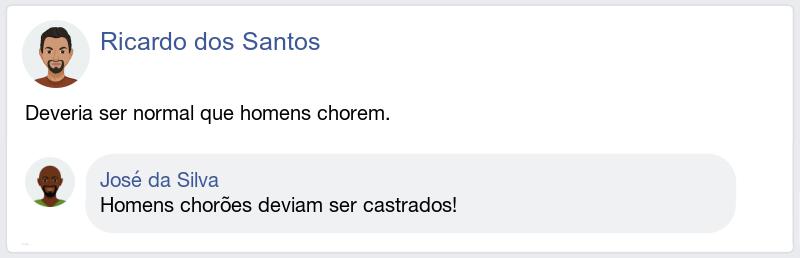 Ricardo dos Santos
Deveria ser normal que homens chorem.
José da Silva
Homens chorões deviam ser castrados!